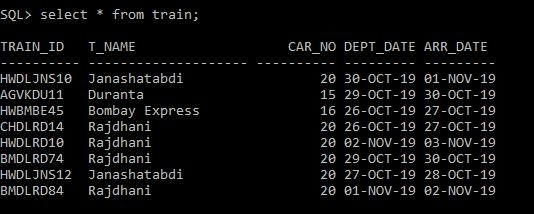 SQL> select * from train;
TRAIN_ID   T_NAME                   CAR_NO DEPT_DATE ARR_DATE
---------- -------------------- ---------- --------- ---------
HWDLJNS10  Janashatabdi                 20 30-OCT-19 01-NOV-19
AGVKDU11   Duranta                      15 29-OCT-19 30-OCT-19
HWBMBE45   Bombay Express               16 26-OCT-19 27-OCT-19
CHDLRD14   Rajdhani                     20 26-OCT-19 27-OCT-19
HWDLRD10   Rajdhani                     20 02-NOV-19 03-NOV-19
BMDLRD74   Rajdhani                     20 29-OCT-19 30-OCT-19
HWDLJNS12  Janashatabdi                 20 27-OCT-19 28-OCT-19
BMDLRD84   Rajdhani                     20 01-NOV-19 02-NOV-19